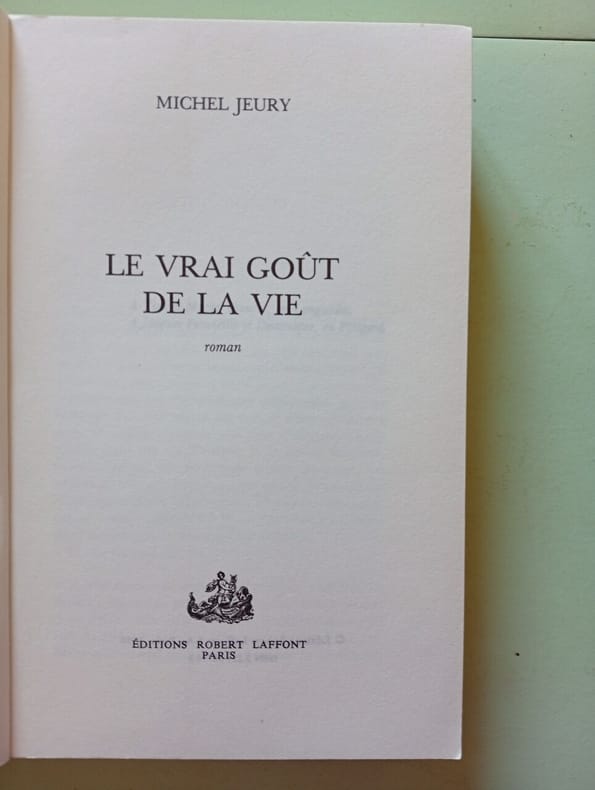 MICHEL JEURY
LE VRAI GOÛT
DE LA VIE
roman
ÉDITIONS ROBERT LAFFONT
PARIS